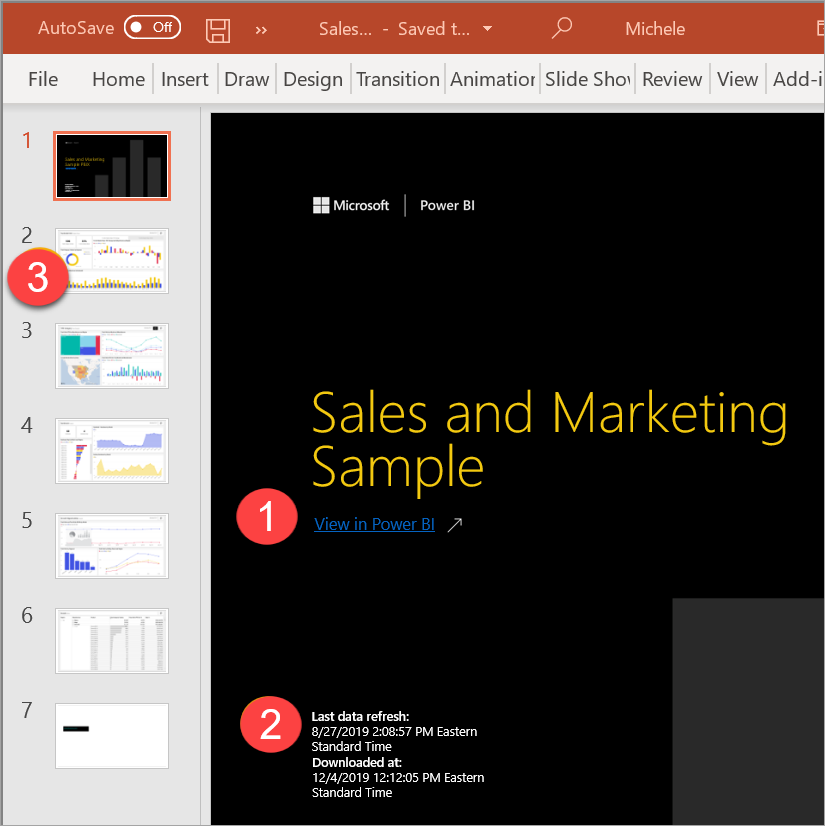 AutoSave Off » Sales... - Saved t... Michele
File Home Insert Draw Design Transition Animation Slide Show Review View Add-i
1
2
3
3
4
5
6
7
Microsoft | Power BI
Sales and Marketing
Sample
1
View in Power BI
2
Last data refresh:
8/27/2019 2:08:57 PM Eastern
Standard Time
Downloaded at:
12/4/2019 12:12:05 PM Eastern
Standard Time